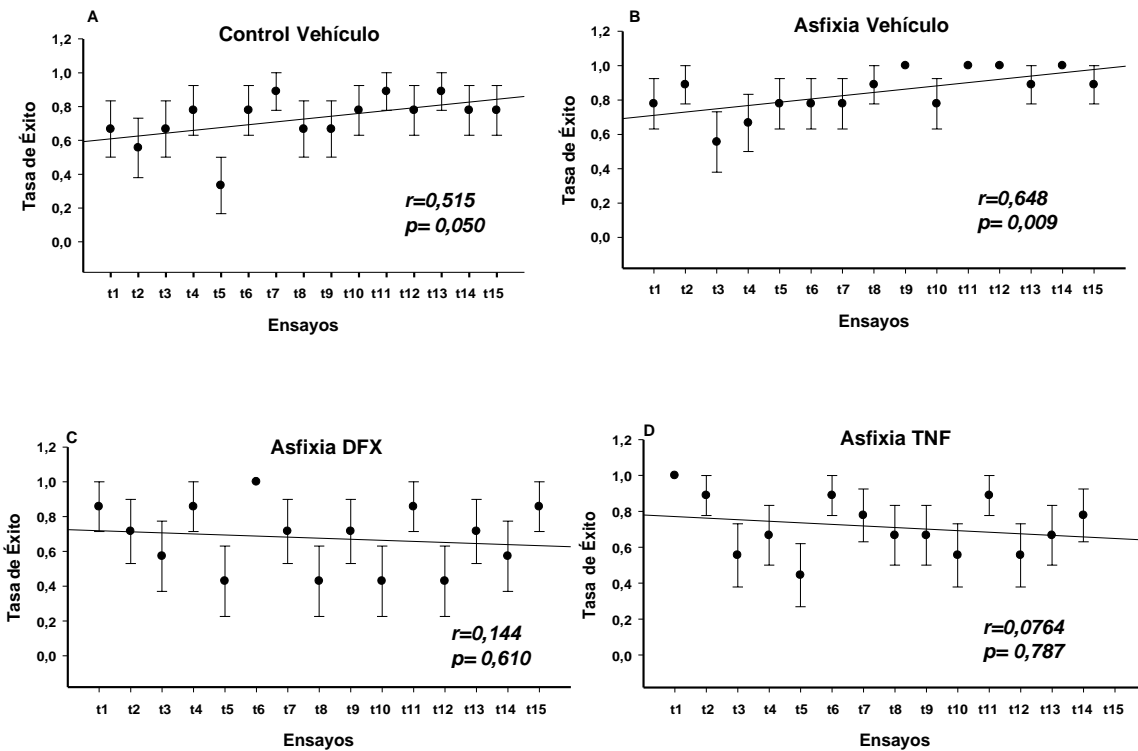 A
Control Vehículo
1,2
1,0
0,8
0,6
0,4
0,2
0,0
Tasa de Éxito
r=0,515
p= 0,050
t1 t2 t3 t4 t5 t6 t7 t8 t9 t10 t11 t12 t13 t14 t15
Ensayos
B
Asfixia Vehículo
1,2
1,0
0,8
0,6
0,4
0,2
0,0
Tasa de Éxito
r=0,648
p= 0,009
t1 t2 t3 t4 t5 t6 t7 t8 t9 t10 t11 t12 t13 t14 t15
Ensayos
C
Asfixia DFX
1,2
1,0
0,8
0,6
0,4
0,2
0,0
Tasa de Éxito
r=0,144
p= 0,610
t1 t2 t3 t4 t5 t6 t7 t8 t9 t10 t11 t12 t13 t14 t15
Ensayos
D
Asfixia TNF
1,2
1,0
0,8
0,6
0,4
0,2
0,0
Tasa de Éxito
r=0,0764
p= 0,787
t1 t2 t3 t4 t5 t6 t7 t8 t9 t10 t11 t12 t13 t14 t15
Ensayos